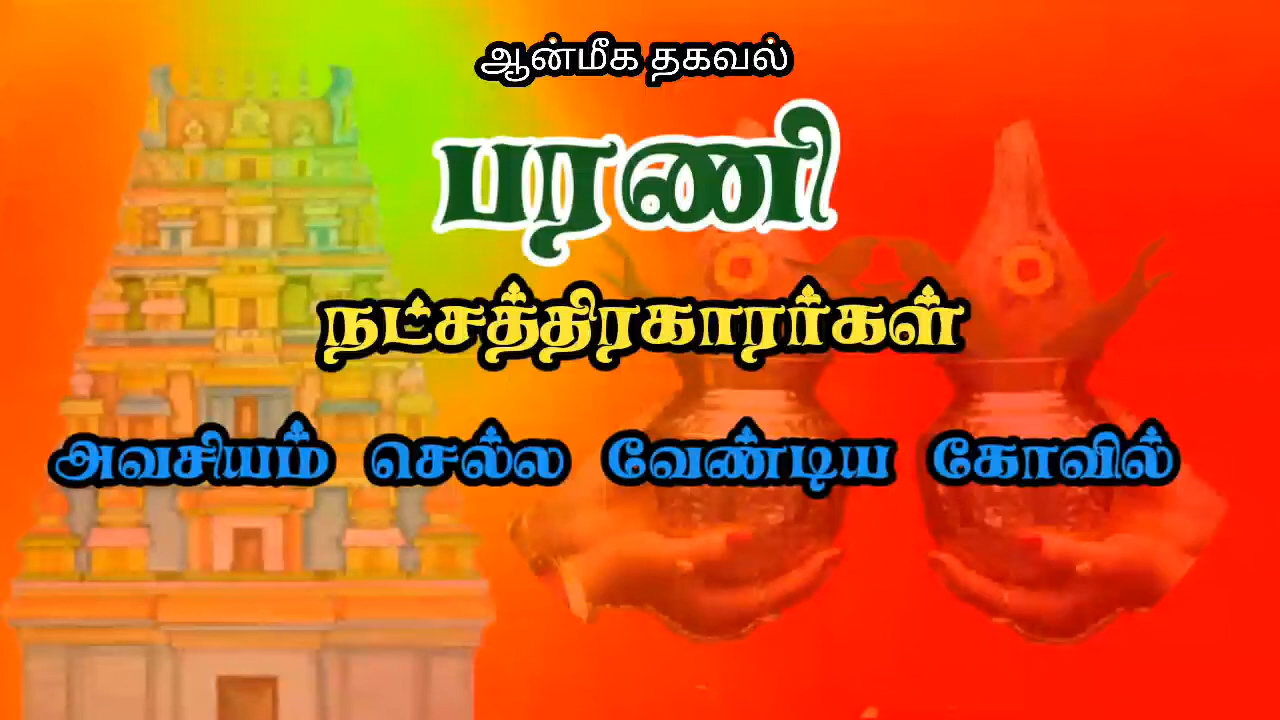 ஆன்மீக தகவல்
பரணி
நட்சத்திரகாரர்கள்
அவசியம் செல்ல வேண்டிய கோவில்